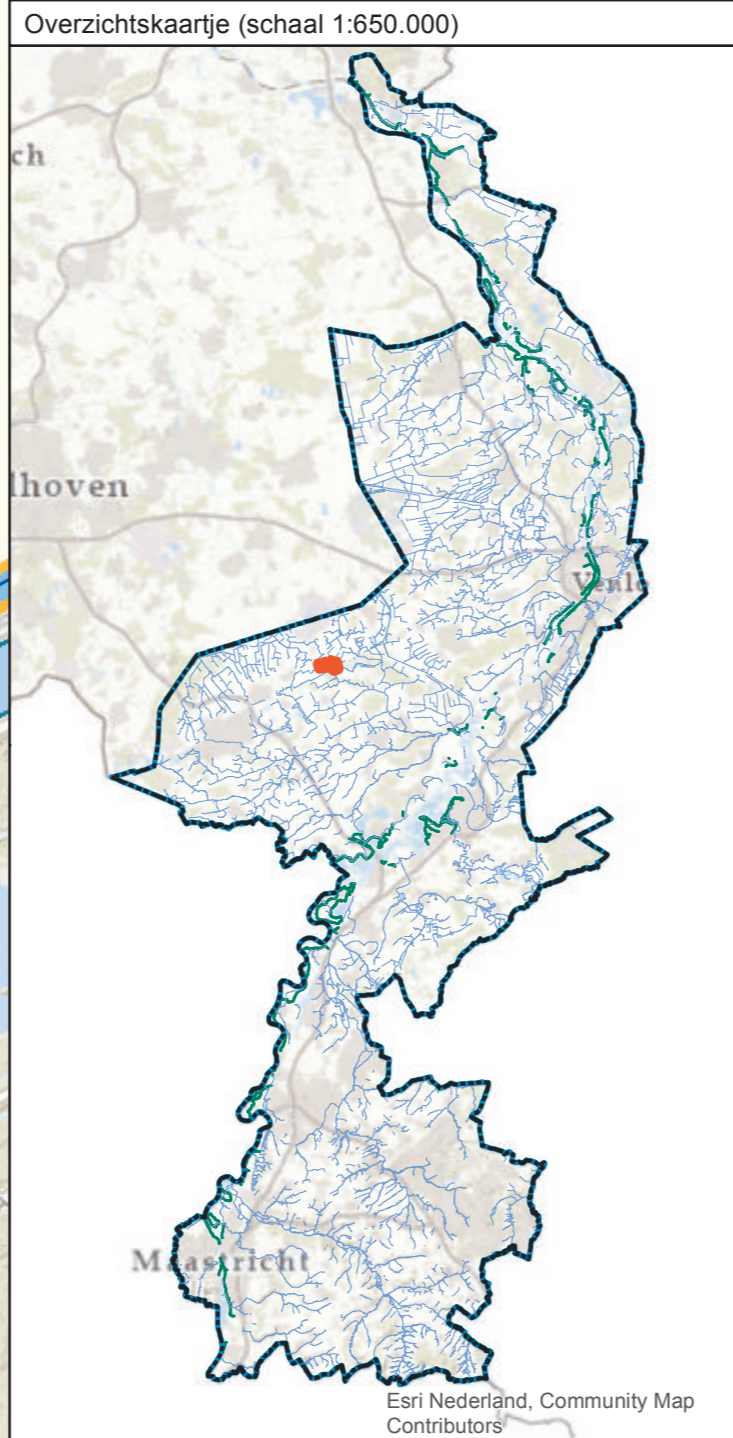 Overzichtskaartje (schaal 1:650.000)
ch
lhoven
Venlo
Maastricht
Esri Nederland, Community Map
Contributors